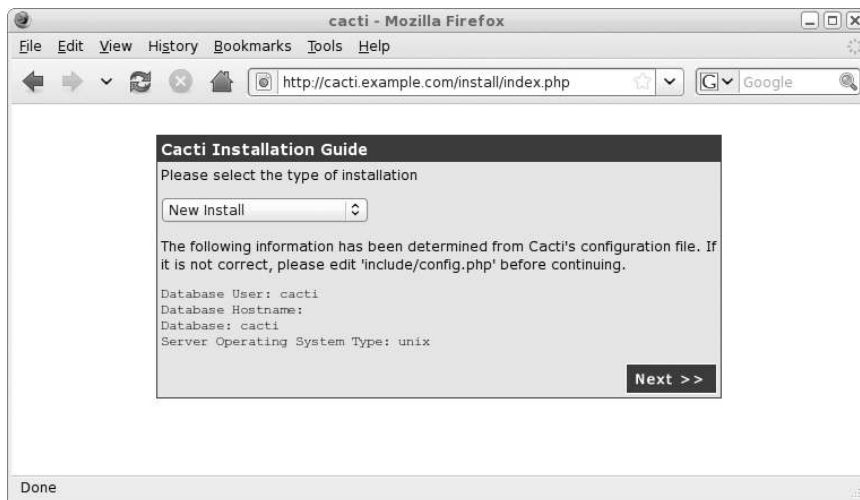 cacti - Mozilla Firefox
File Edit View History Bookmarks Tools Help
http://cacti.example.com/install/index.php
G
Google
Cacti Installation Guide
Please select the type of installation
New Install
The following information has been determined from Cacti's configuration file. If
it is not correct, please edit 'include/config.php' before continuing.
Database User: cacti
Database Hostname:
Database: cacti
Server Operating System Type: unix
Next >>
Done